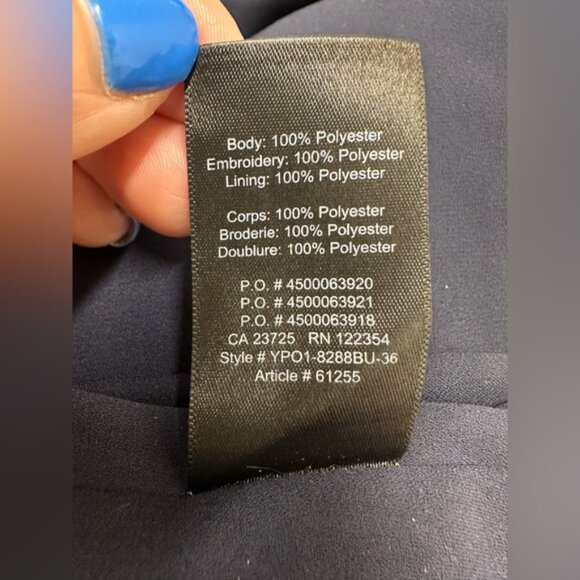 Body: 100% Polyester
Embroidery: 100% Polyester
Lining: 100% Polyester
Corps: 100% Polyester
Broderie: 100% Polyester
Doublure: 100% Polyester
P.O. # 4500063920
P.O. # 4500063921
P.O. # 4500063918
CA 23725 RN 122354
Style # YPO1-8288BU-36
Article # 61255